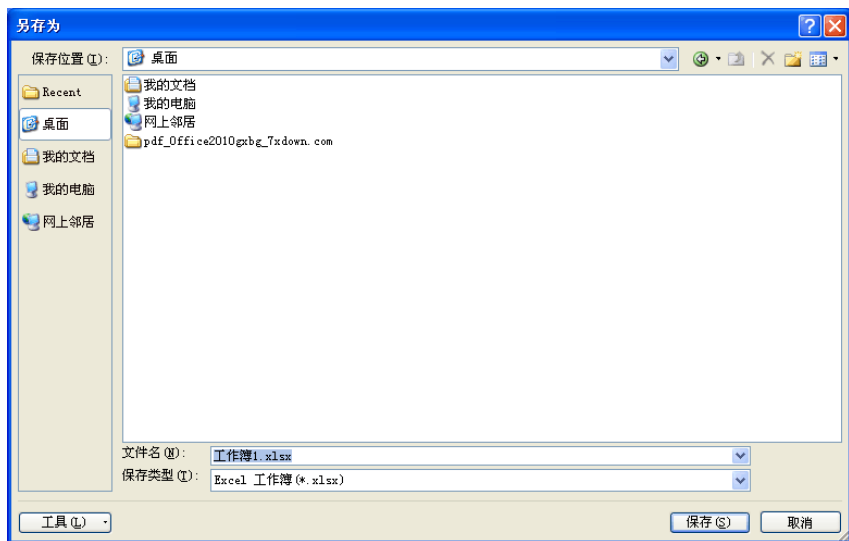 另存为
保存位置(I):
桌面
Recent
桌面
我的文档
我的电脑
网上邻居
我的文档
我的电脑
网上邻居
pdf_Office2010gxbg_7xdown.com
文件名(N):
工作簿1.xlsx
保存类型(T):
Excel 工作簿(*.xlsx)
工具(L)
保存(S)
取消